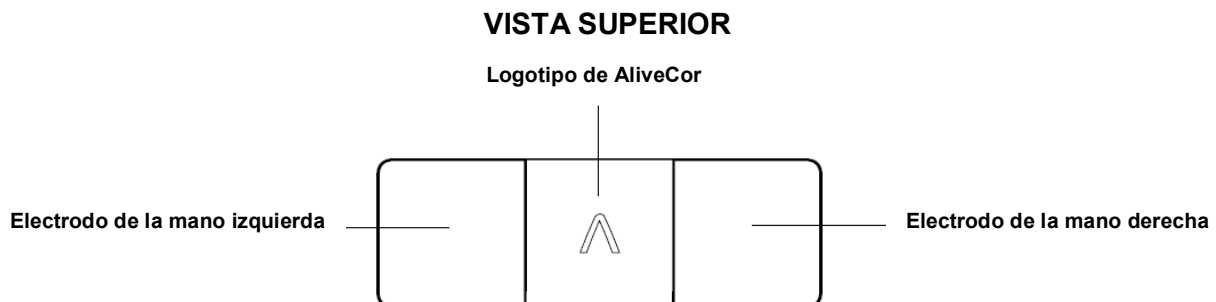 VISTA SUPERIOR
Logotipo de AliveCor
Electrodo de la mano izquierda
Electrodo de la mano derecha